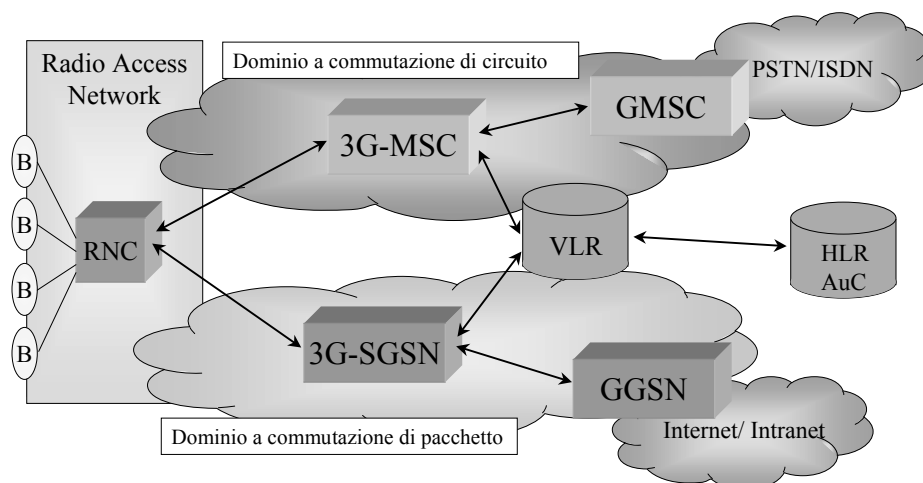 Radio Access
Network
Dominio a commutazione di circuito
PSTN/ISDN
GMSC
3G-MSC
B
B
B
B
RNC
VLR
HLR
AuC
3G-SGSN
GGSN
Dominio a commutazione di pacchetto
Internet/ Intranet